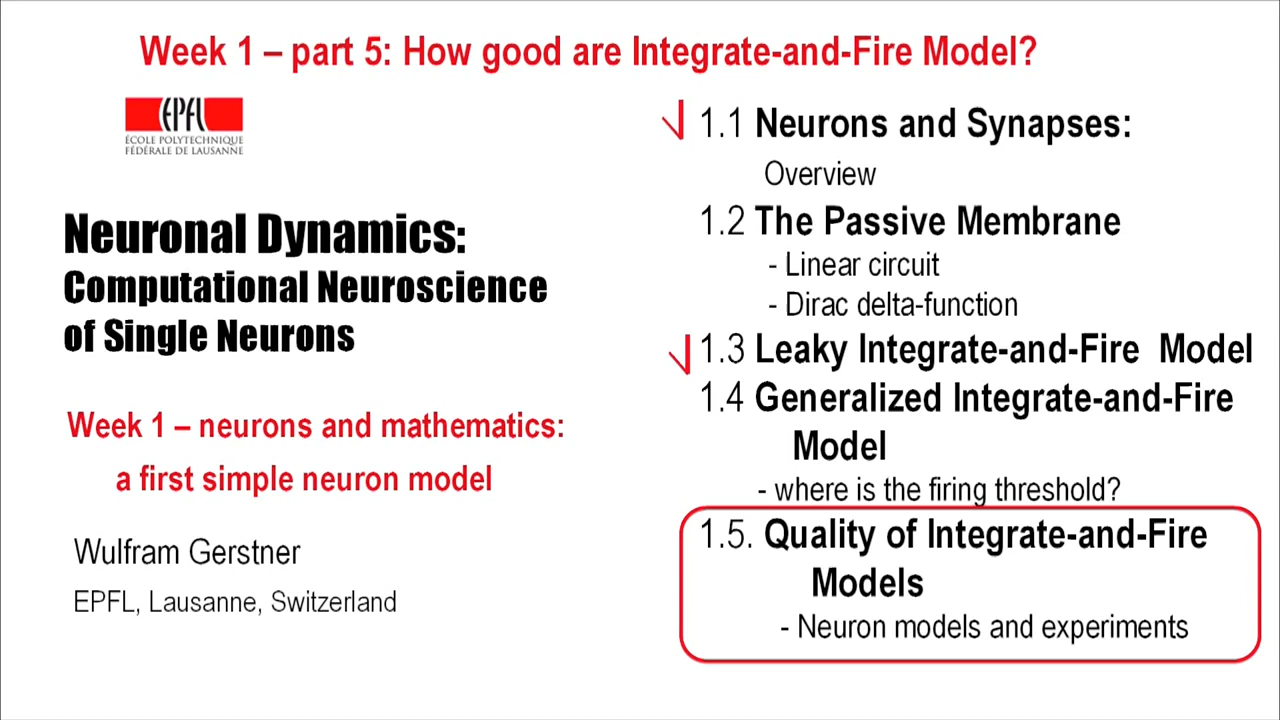 Week 1 – part 5: How good are Integrate-and-Fire Model?
EPFL
ÉCOLE POLYTECHNIQUE
FÉDÉRALE DE LAUSANNE
Neuronal Dynamics:
Computational Neuroscience
of Single Neurons
Week 1 – neurons and mathematics:
a first simple neuron model
Wulfram Gerstner
EPFL, Lausanne, Switzerland
1.1 Neurons and Synapses:
Overview
1.2 The Passive Membrane
- Linear circuit
- Dirac delta-function
1.3 Leaky Integrate-and-Fire Model
1.4 Generalized Integrate-and-Fire
Model
- where is the firing threshold?
1.5. Quality of Integrate-and-Fire
Models
- Neuron models and experiments